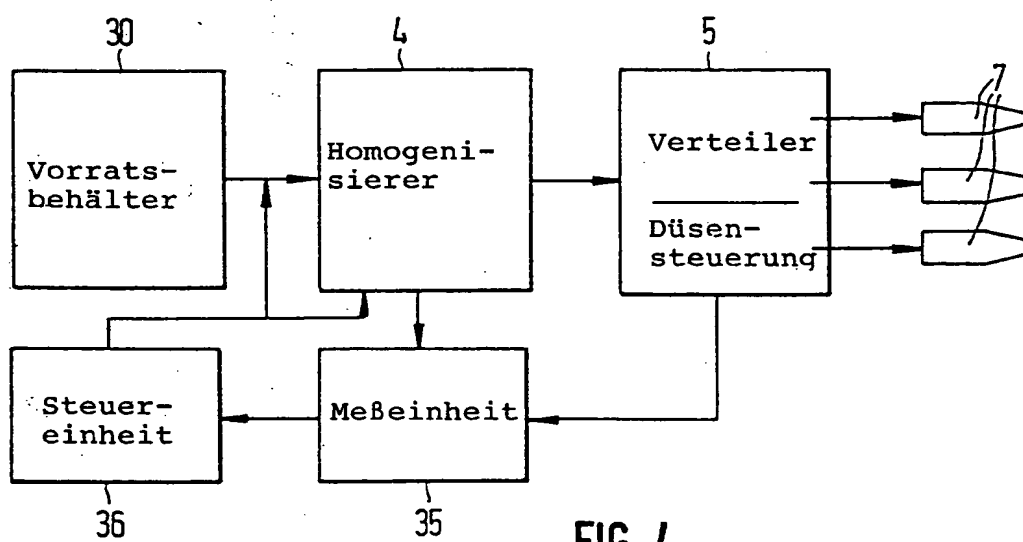 30
4
5
7
Vorrats-
behälter
Homogeni-
sierer
Verteiler
Düsen-
steuerung
Steuer-
einheit
Meßeinheit
36
35
FIG. 4